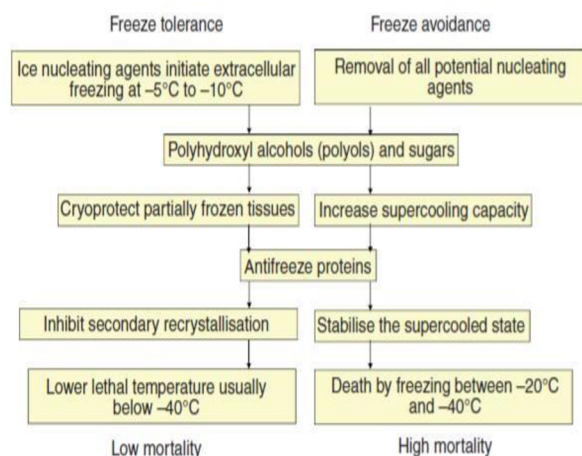 Freeze tolerance
Freeze avoidance
Ice nucleating agents initiate extracellular
freezing at –5°C to –10°C
Removal of all potential nucleating
agents
Polyhydroxyl alcohols (polyols) and sugars
Cryoprotect partially frozen tissues
Increase supercooling capacity
Antifreeze proteins
Inhibit secondary recrystallisation
Stabilise the supercooled state
Lower lethal temperature usually
below –40°C
Death by freezing between –20°C
and –40°C
Low mortality
High mortality